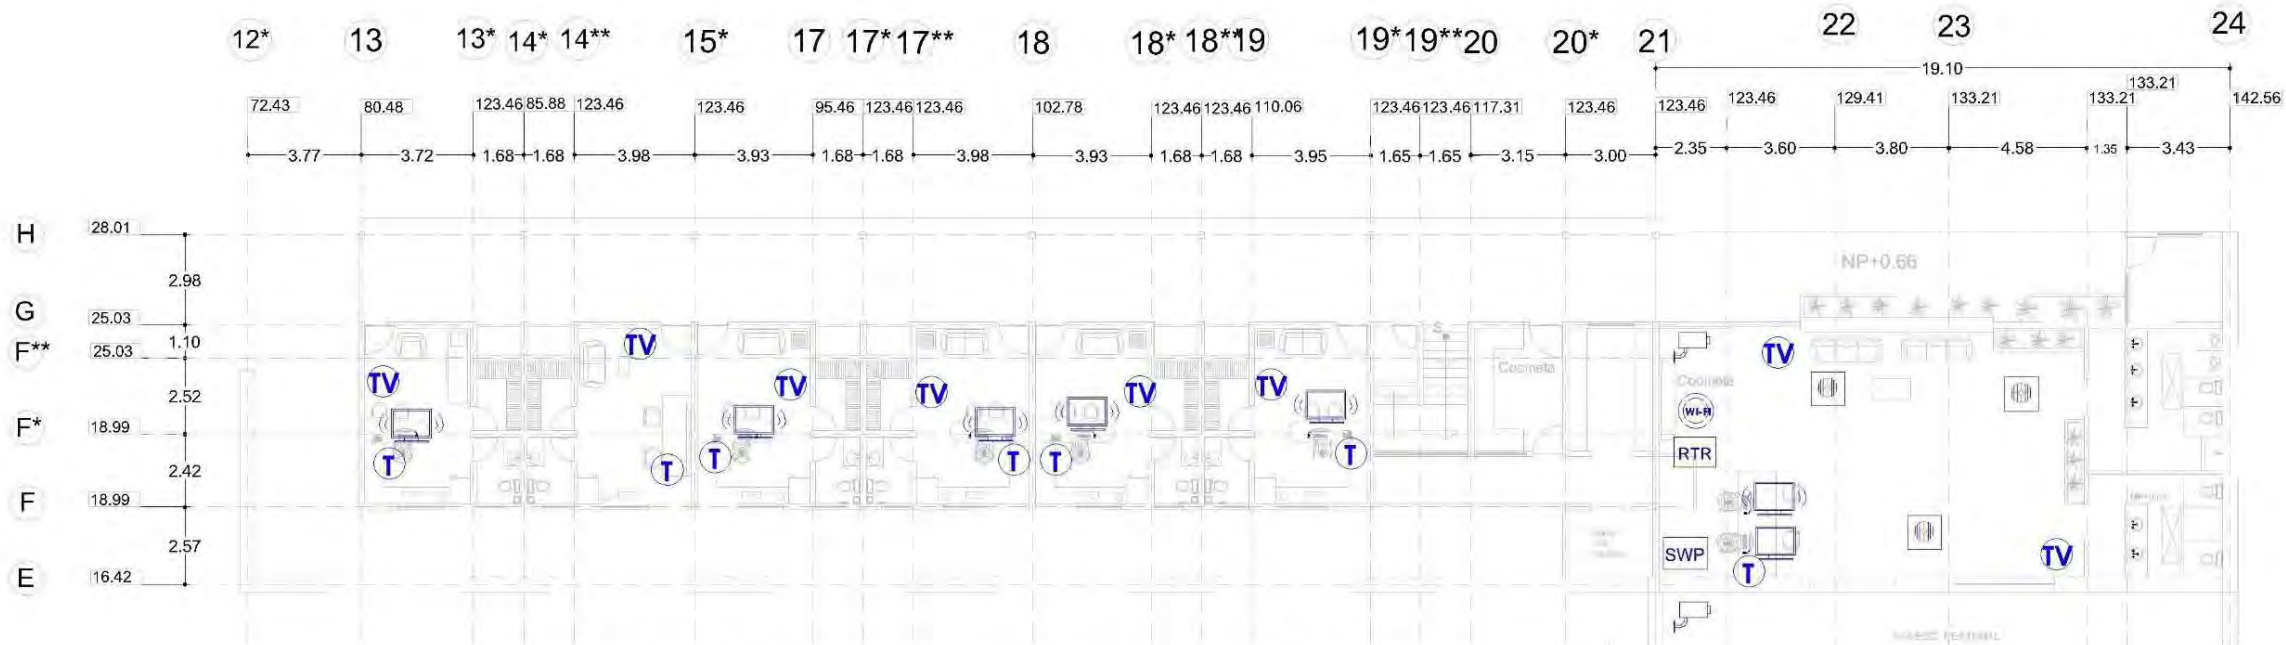 12* 13 13* 14* 14** 15* 17 17* 17** 18 18* 18** 19 19* 19** 20 20* 21 22 23 24
19.10
72.43 80.48 123.46 85.88 123.46 123.46 95.46 123.46 123.46 102.78 123.46 123.46 110.06 123.46 123.46 117.31 123.46 123.46 123.46 129.41 133.21 133.21 133.21 142.56
3.77 3.72 1.68 1.68 3.98 3.93 1.68 1.68 3.98 3.93 1.68 1.68 3.95 1.65 1.65 3.15 3.00 2.35 3.60 3.80 4.58 1.35 3.43
H 28.01
2.98
NP+0.66
G 25.03
1.10
F** 25.03
S
TV TV
Cocineta
TV TV TV TV TV
Cocineta
2.52
WI-FI
F* 18.99
RTR
T T T T T T
2.42
F 18.99
2.57
SWP
TV
T
E 16.42